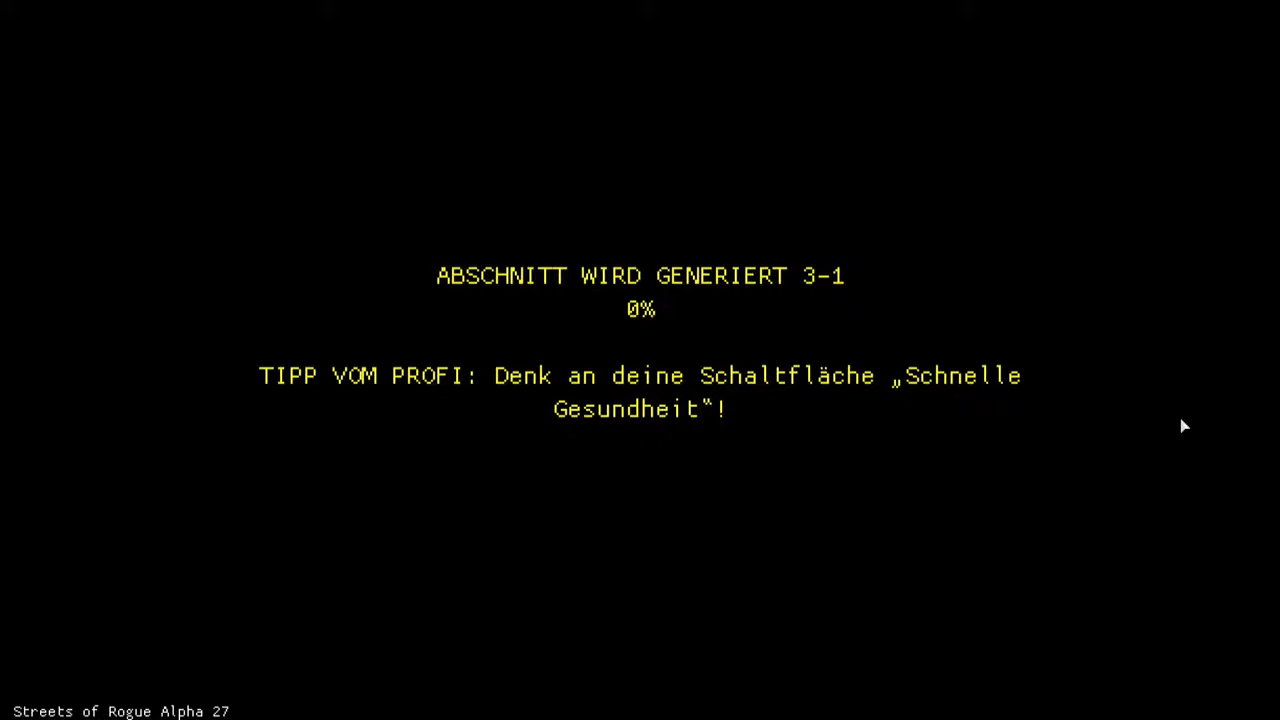 ABSCHNITT WIRD GENERIERT 3-1
0%
TIPP VOM PROFI: Denk an deine Schaltfläche „Schnelle
Gesundheit“!
Streets of Rogue Alpha 27